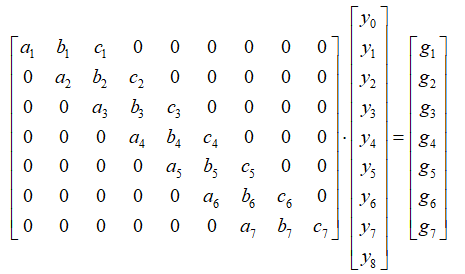 a₁ b₁ c₁ 0 0 0 0 0 0
0 a₂ b₂ c₂ 0 0 0 0 0
0 0 a₃ b₃ c₃ 0 0 0 0
0 0 0 a₄ b₄ c₄ 0 0 0
0 0 0 0 a₅ b₅ c₅ 0 0
0 0 0 0 0 a₆ b₆ c₆ 0
0 0 0 0 0 0 a₇ b₇ c₇
·
y₀
y₁
y₂
y₃
y₄
y₅
y₆
y₇
y₈
=
g₁
g₂
g₃
g₄
g₅
g₆
g₇